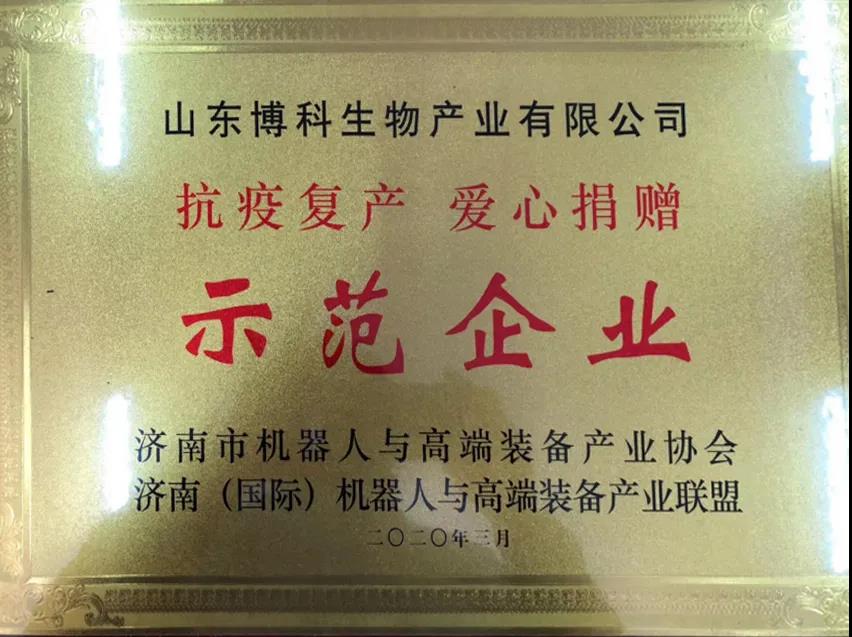 山东博科生物产业有限公司
抗疫复产 爱心捐赠
示范企业
济南市机器人与高端装备产业协会
济南（国际）机器人与高端装备产业联盟
二〇二〇年三月